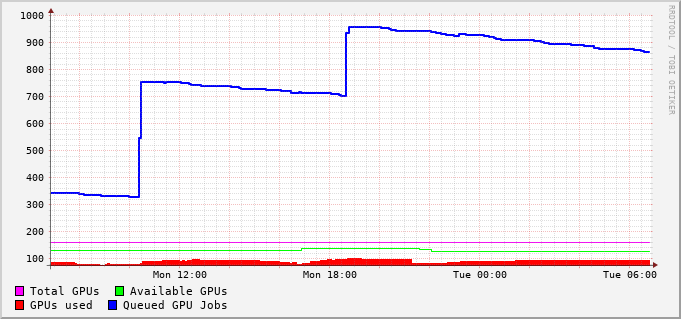 1000
900
800
700
600
500
400
300
200
100
Mon 12:00 Mon 18:00 Tue 00:00 Tue 06:00
Total GPUs Available GPUs
GPUs used Queued GPU Jobs
RRDTOOL / TOBI OETIKER